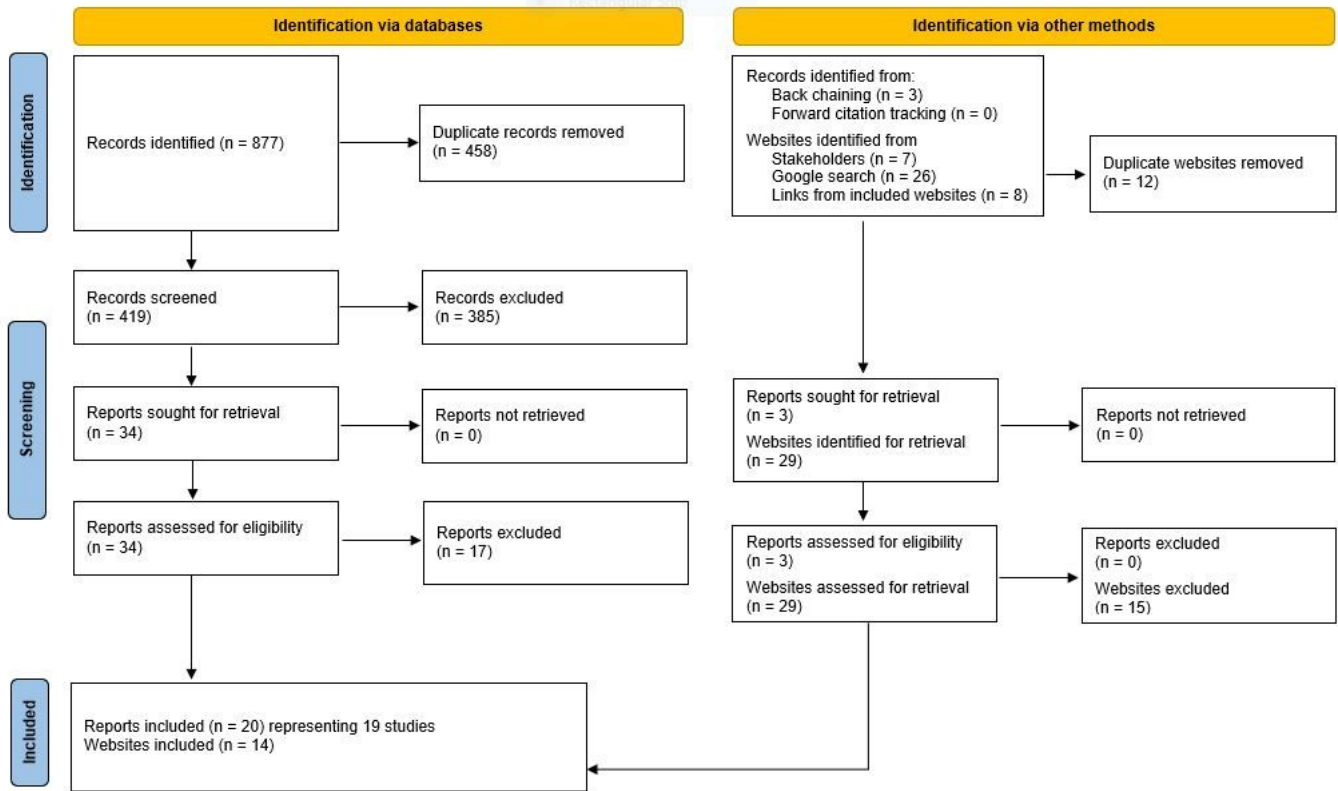 Identification via databases
Identification via other methods
Identification
Records identified (n = 877)
Duplicate records removed
(n = 458)
Records identified from:
Back chaining (n = 3)
Forward citation tracking (n = 0)
Websites identified from
Stakeholders (n = 7)
Google search (n = 26)
Links from included websites (n = 8)
Duplicate websites removed
(n = 12)
Screening
Records screened
(n = 419)
Records excluded
(n = 385)
Reports sought for retrieval
(n = 34)
Reports not retrieved
(n = 0)
Reports sought for retrieval
(n = 3)
Websites identified for retrieval
(n = 29)
Reports not retrieved
(n = 0)
Reports assessed for eligibility
(n = 34)
Reports excluded
(n = 17)
Reports assessed for eligibility
(n = 3)
Websites assessed for retrieval
(n = 29)
Reports excluded
(n = 0)
Websites excluded
(n = 15)
Included
Reports included (n = 20) representing 19 studies
Websites included (n = 14)